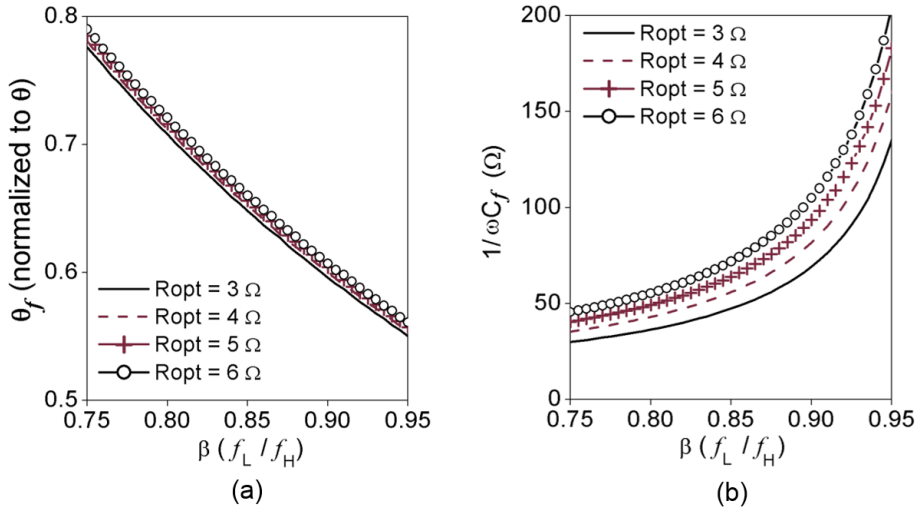 0.8
0.7
0.6
0.5
θf (normalized to θ)
Ropt = 3 Ω
Ropt = 4 Ω
Ropt = 5 Ω
Ropt = 6 Ω
0.75 0.80 0.85 0.90 0.95
β ( fL / fH)
(a)
200
150
100
50
0
1/ωCf (Ω)
Ropt = 3 Ω
Ropt = 4 Ω
Ropt = 5 Ω
Ropt = 6 Ω
0.75 0.80 0.85 0.90 0.95
β ( fL / fH)
(b)